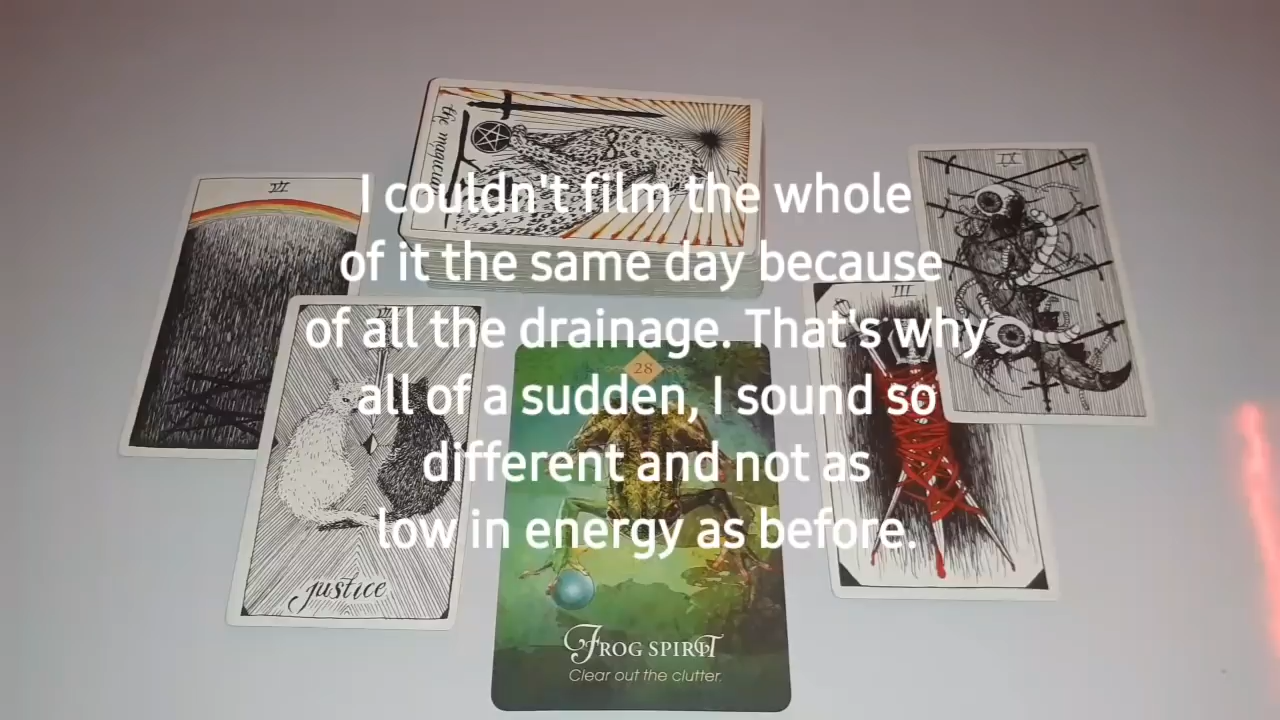 the magician
I
VI
IX
I couldn't film the whole
of it the same day because
of all the drainage. That's why
all of a sudden, I sound so
different and not as
low in energy as before.
III
28
justice
FROG SPIRIT
Clear out the clutter.